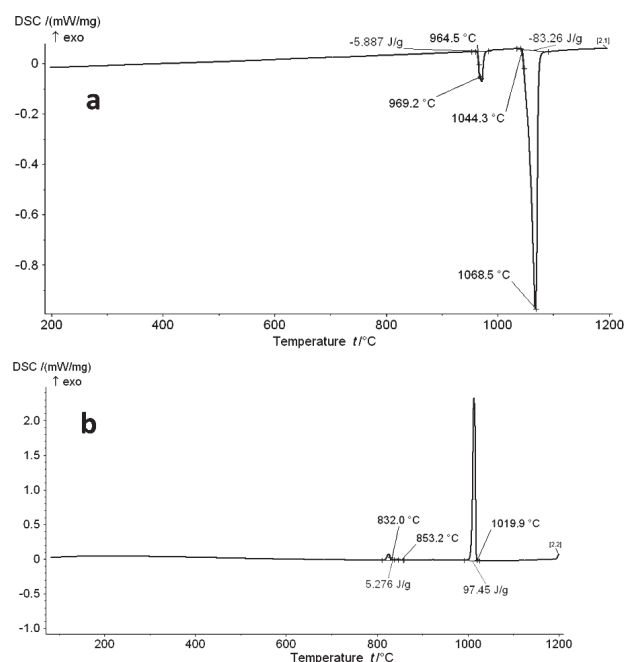 DSC /(mW/mg)
↑ exo
-5.887 J/g
964.5 °C
-83.26 J/g
[2.1]
0
a
969.2 °C
1044.3 °C
-0.2
-0.4
-0.6
-0.8
1068.5 °C
200 400 600 800 1000 1200
Temperature t/°C
DSC /(mW/mg)
↑ exo
b
2.0
1.5
1.0
0.5
832.0 °C
853.2 °C
1019.9 °C
[2.2]
0
5.276 J/g
97.45 J/g
-0.5
-1.0
200 400 600 800 1000 1200
Temperature t/°C